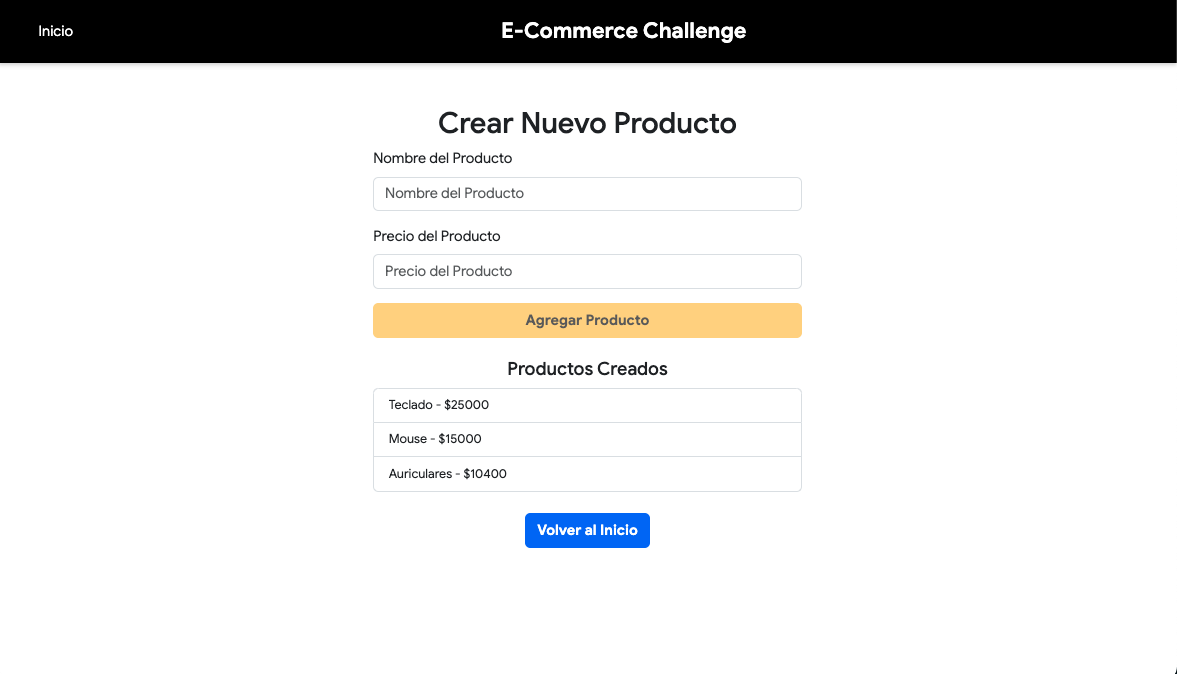 Inicio
E-Commerce Challenge
Crear Nuevo Producto
Nombre del Producto
Nombre del Producto
Precio del Producto
Precio del Producto
Agregar Producto
Productos Creados
Teclado - $25000
Mouse - $15000
Auriculares - $10400
Volver al Inicio